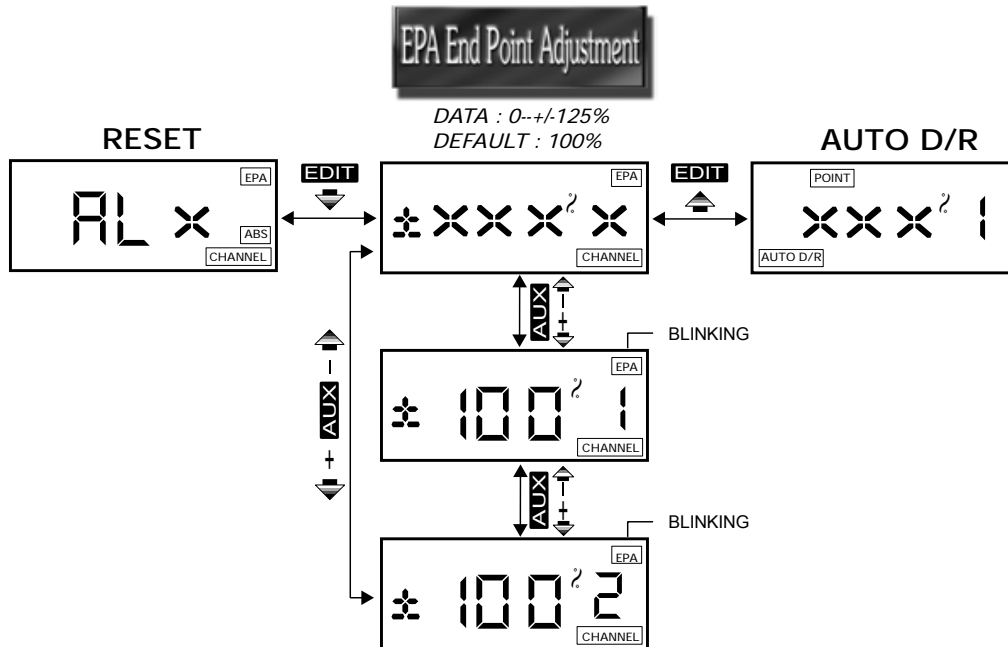 EPA End Point Adjustment
DATA : 0--+/-125%
DEFAULT : 100%
RESET
AUTO D/R
EPA
AL X
ABS
CHANNEL
EDIT
EPA
±XXX% X
CHANNEL
EDIT
POINT
XXX% 1
AUTO D/R
AUX
- +
BLINKING
EPA
± 100% 1
CHANNEL
- AUX +
AUX
- +
BLINKING
EPA
± 100% 2
CHANNEL